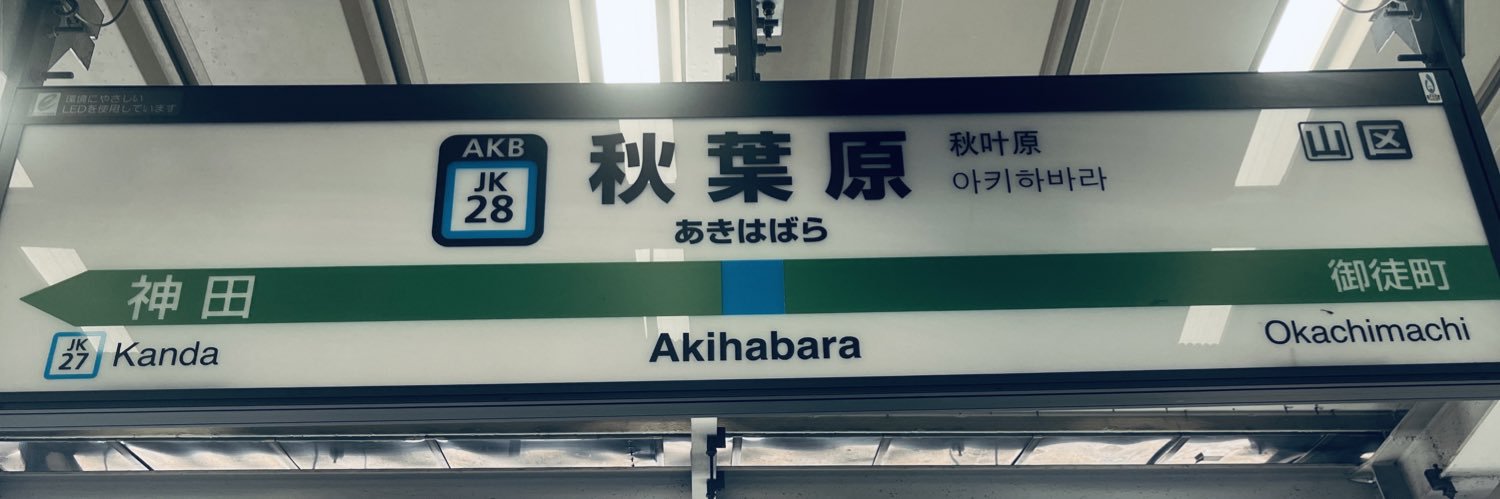 環境にやさしい
LEDを使用しています
AKB
JK
28
秋葉原
あきはばら
秋叶原
아키하바라
山 区
神田
御徒町
JK
27
Kanda
Akihabara
Okachimachi